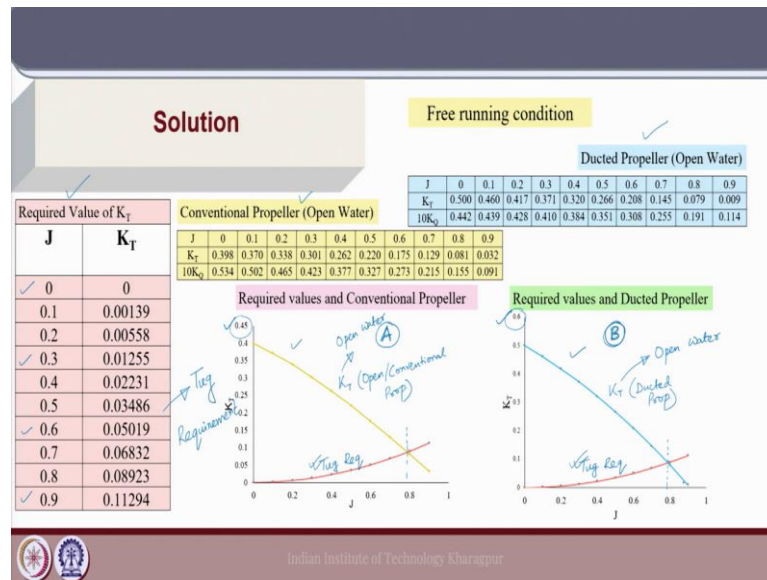 Solution
Free running condition
Ducted Propeller (Open Water)
J 0 0.1 0.2 0.3 0.4 0.5 0.6 0.7 0.8 0.9
K_T 0.500 0.460 0.417 0.371 0.320 0.266 0.208 0.145 0.079 0.009
10K_Q 0.442 0.439 0.428 0.410 0.384 0.351 0.308 0.255 0.191 0.114
Required Value of K_T
J K_T
0 0
0.1 0.00139
0.2 0.00558
0.3 0.01255
0.4 0.02231
0.5 0.03486
0.6 0.05019
0.7 0.06832
0.8 0.08923
0.9 0.11294
Tug
Requirement
Conventional Propeller (Open Water)
J 0 0.1 0.2 0.3 0.4 0.5 0.6 0.7 0.8 0.9
K_T 0.398 0.370 0.338 0.301 0.262 0.220 0.175 0.129 0.081 0.032
10K_Q 0.534 0.502 0.465 0.423 0.377 0.327 0.273 0.215 0.155 0.091
Required values and Conventional Propeller
0.45
0.4
0.35
0.3
0.25
0.2
0.15
0.1
0.05
0
K_T
0 0.2 0.4 0.6 0.8 1
J
Open water
A
K_T (Open/Conventional
Prop)
Tug Req
Required values and Ducted Propeller
0.6
0.5
0.4
0.3
0.2
0.1
0
K_T
0 0.2 0.4 0.6 0.8 1
J
B
Open water
K_T (Ducted
Prop)
Tug Req
Indian Institute of Technology Kharagpur